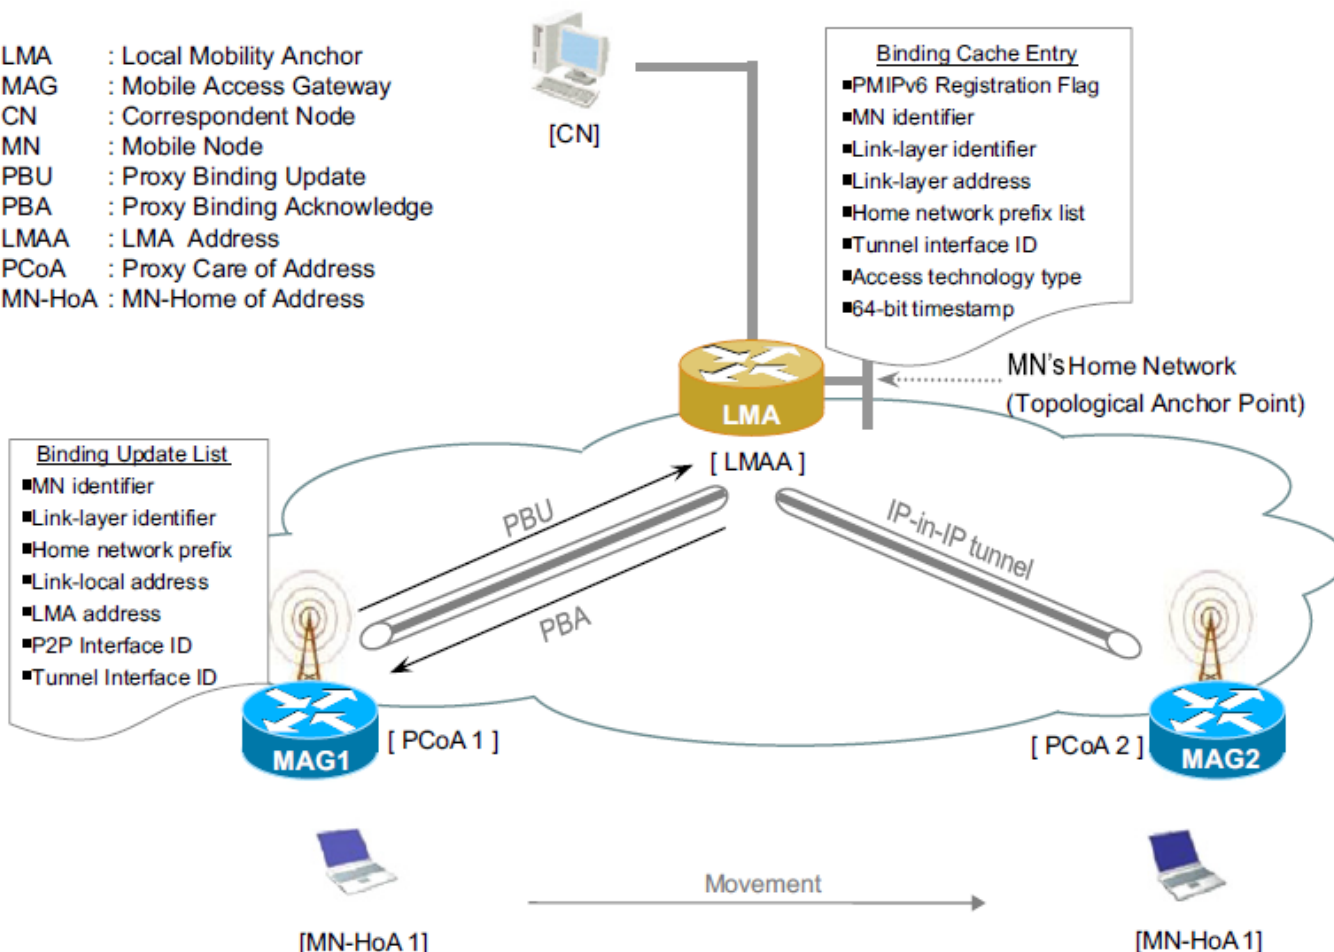 LMA : Local Mobility Anchor
MAG : Mobile Access Gateway
CN : Correspondent Node
MN : Mobile Node
PBU : Proxy Binding Update
PBA : Proxy Binding Acknowledge
LMAA : LMA Address
PCoA : Proxy Care of Address
MN-HoA : MN-Home of Address
[CN]
Binding Cache Entry
▪PMIPv6 Registration Flag
▪MN identifier
▪Link-layer identifier
▪Link-layer address
▪Home network prefix list
▪Tunnel interface ID
▪Access technology type
▪64-bit timestamp
MN's Home Network
(Topological Anchor Point)
LMA
[ LMAA ]
Binding Update List
▪MN identifier
▪Link-layer identifier
▪Home network prefix
▪Link-local address
▪LMA address
▪P2P Interface ID
▪Tunnel Interface ID
PBU
PBA
IP-in-IP tunnel
MAG1
[ PCoA 1 ]
[ PCoA 2 ]
MAG2
Movement
[MN-HoA 1]
[MN-HoA1]